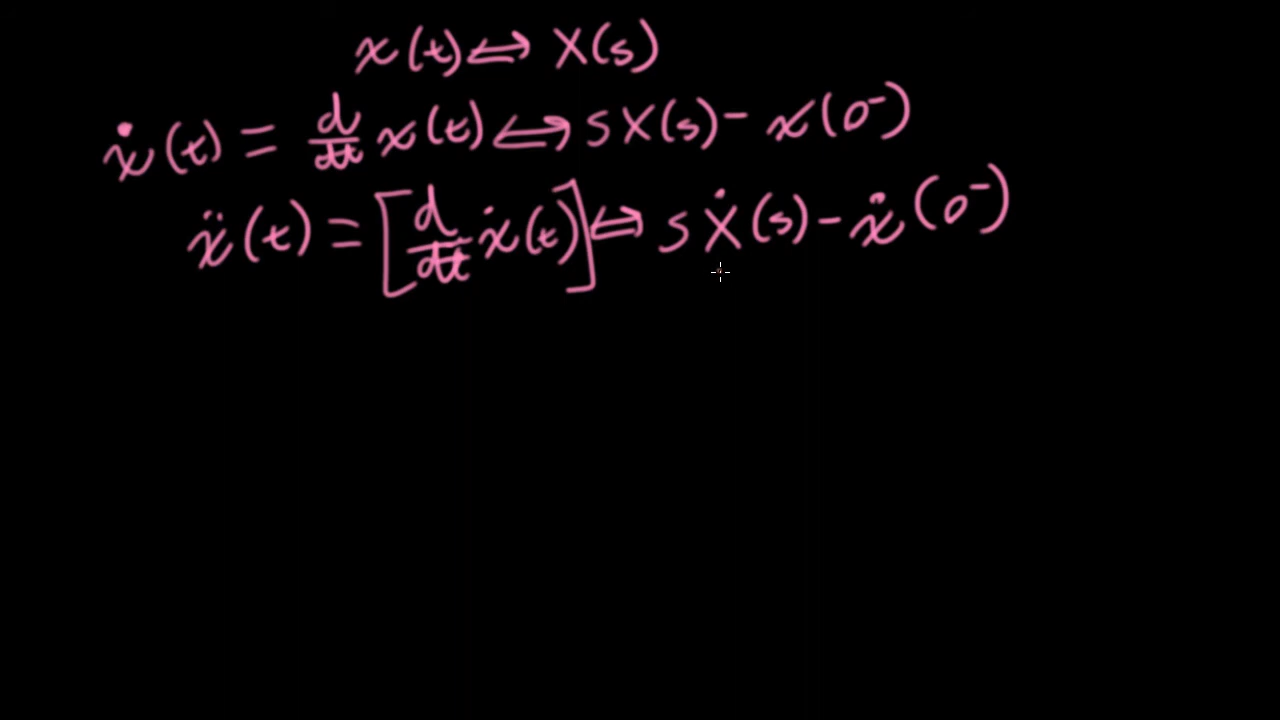 x(t) ⟺ X(s)
ẋ(t) = d/dt x(t) ⟺ sX(s) - x(0⁻)
ẍ(t) = [d/dt ẋ(t)] ⟺ sẊ(s) - ẋ(0⁻)